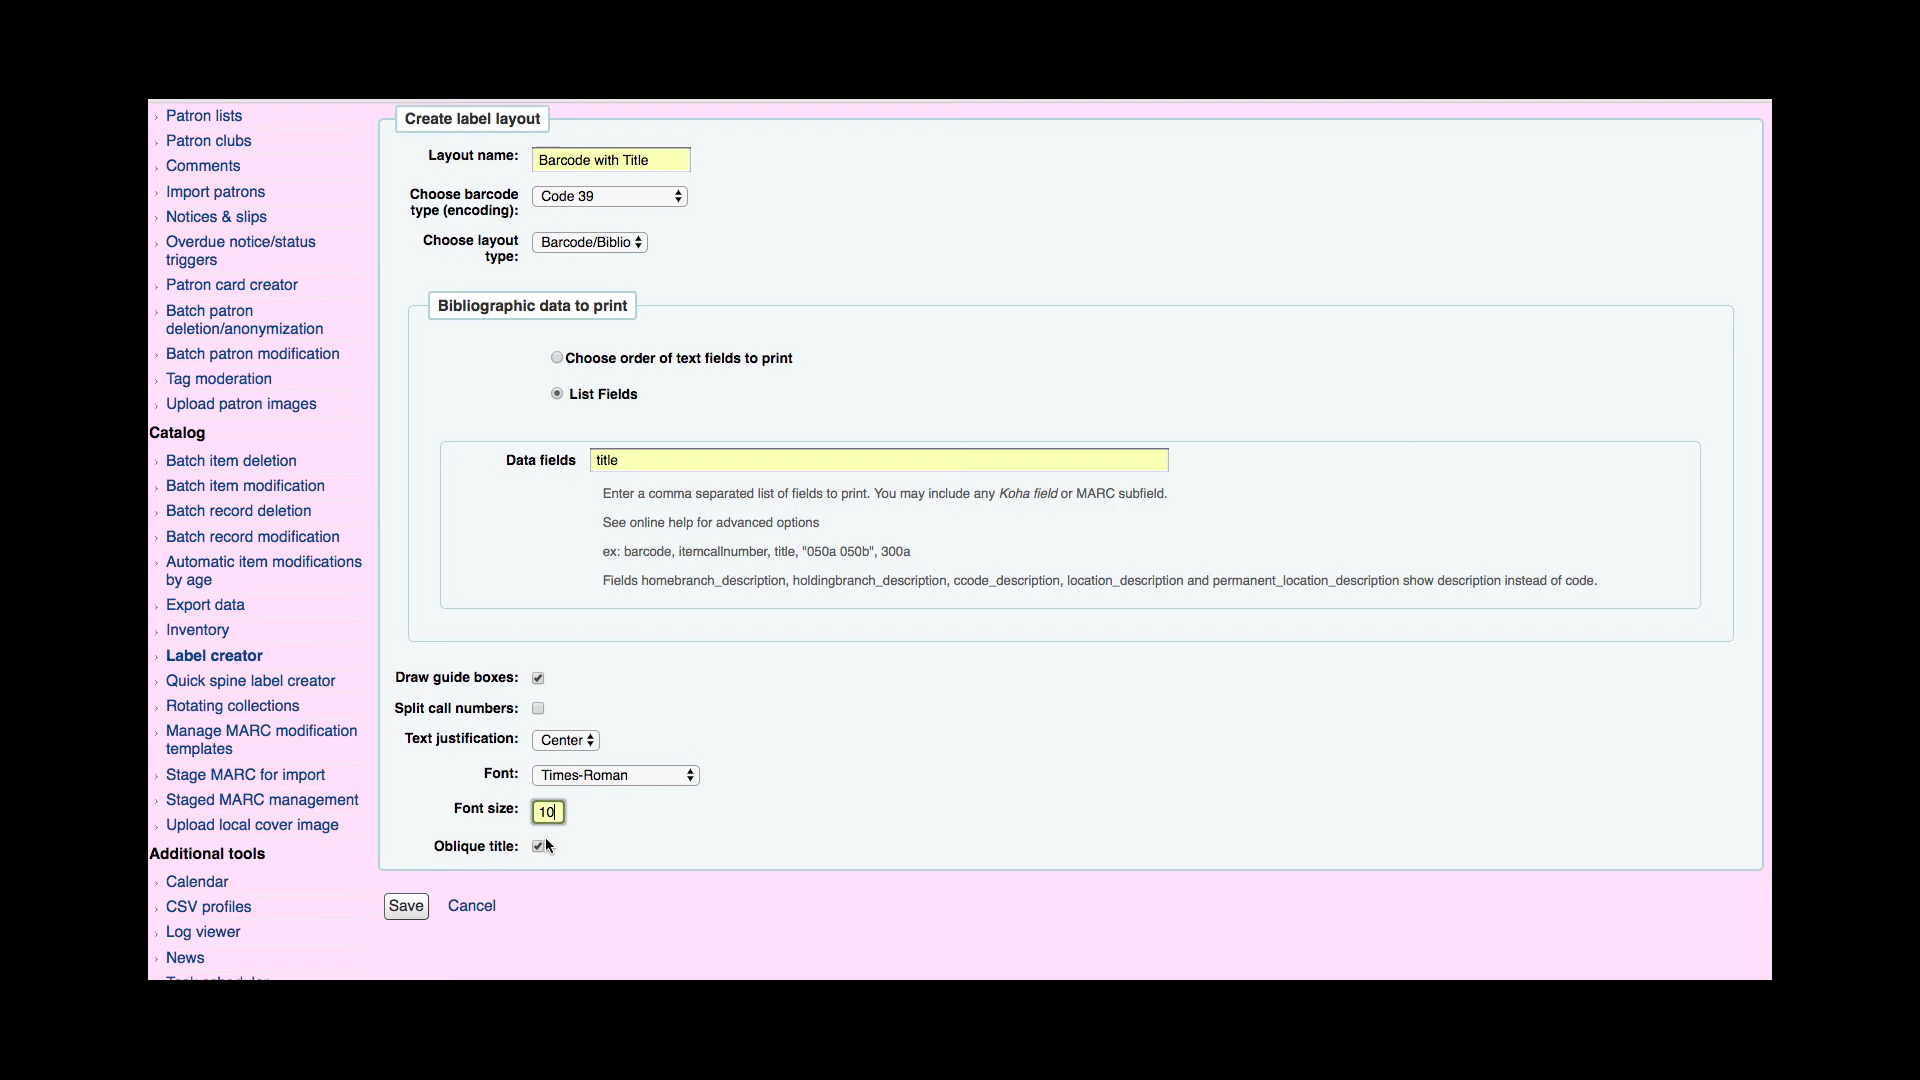 Patron lists
Patron clubs
Comments
Import patrons
Notices & slips
Overdue notice/status
triggers
Patron card creator
Batch patron
deletion/anonymization
Batch patron modification
Tag moderation
Upload patron images
Catalog
Batch item deletion
Batch item modification
Batch record deletion
Batch record modification
Automatic item modifications
by age
Export data
Inventory
Label creator
Quick spine label creator
Rotating collections
Manage MARC modification
templates
Stage MARC for import
Staged MARC management
Upload local cover image
Additional tools
Calendar
CSV profiles
Log viewer
News
Create label layout
Layout name: Barcode with Title
Choose barcode
type (encoding): Code 39
Choose layout
type: Barcode/Biblio
Bibliographic data to print
Choose order of text fields to print
List Fields
Data fields title
Enter a comma separated list of fields to print. You may include any Koha field or MARC subfield.
See online help for advanced options
ex: barcode, itemcallnumber, title, "050a 050b", 300a
Fields homebranch_description, holdingbranch_description, ccode_description, location_description and permanent_location_description show description instead of code.
Draw guide boxes:
Split call numbers:
Text justification: Center
Font: Times-Roman
Font size: 10
Oblique title:
Save Cancel